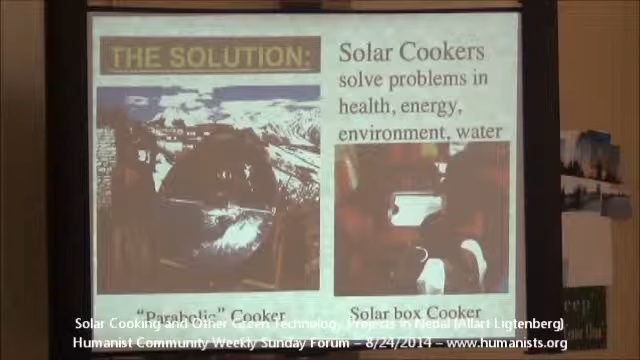 THE SOLUTION:
Solar Cookers
solve problems in
health, energy,
environment, water
"Parabolic" Cooker
Solar box Cooker
Solar Cooking and Other Green Technology Projects in Nepal (Allart Ligtenberg)
Humanist Community Weekly Sunday Forum – 8/24/2014 – www.humanists.org